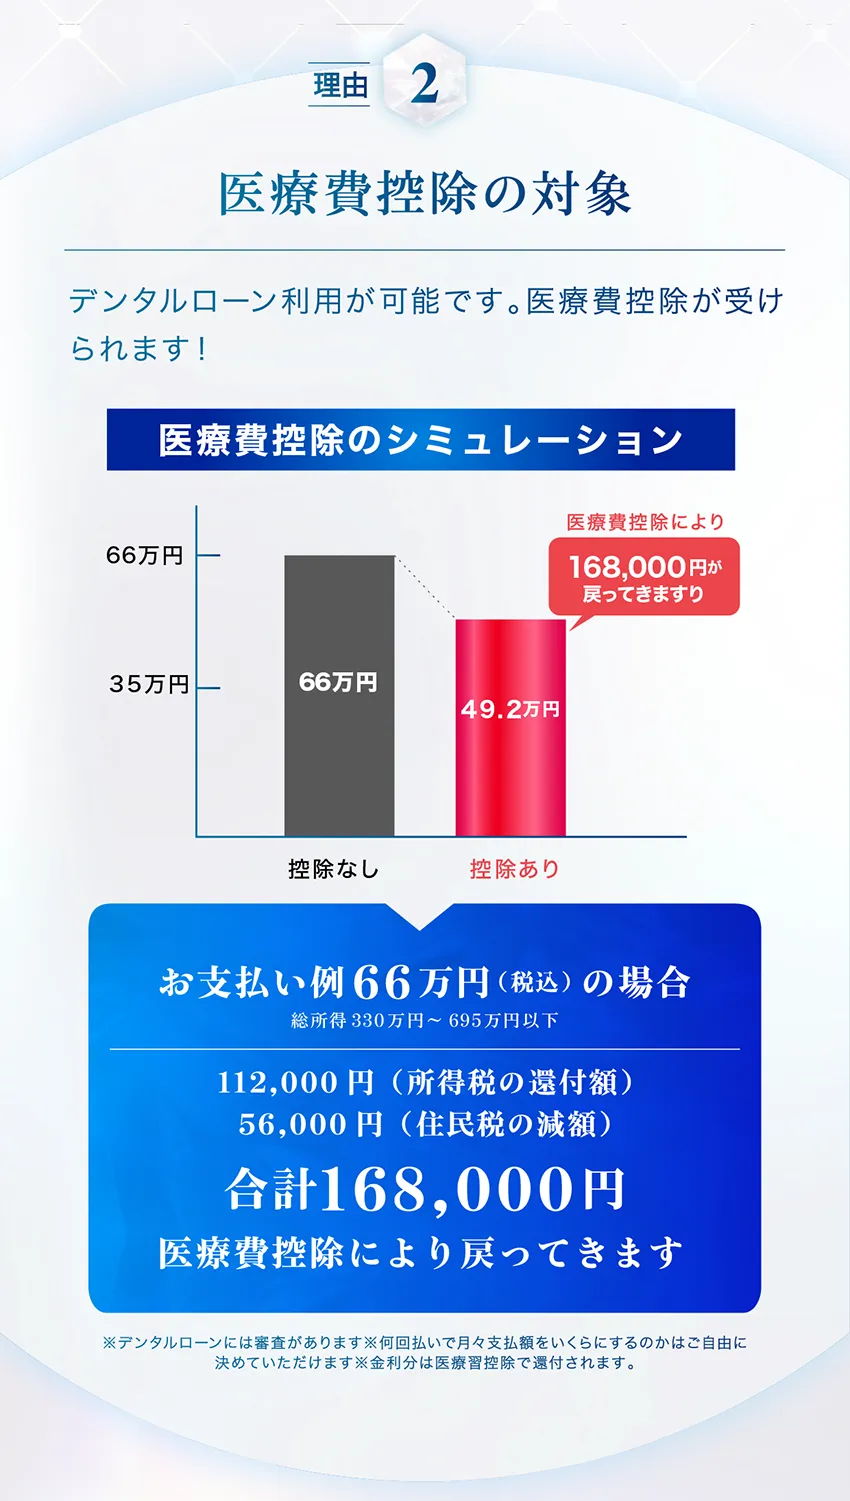 理由 2
医療費控除の対象
デンタルローン利用が可能です。医療費控除が受け
られます！
医療費控除のシミュレーション
66万円
35万円
医療費控除により
168,000円が
戻ってきますり
66万円
49.2万円
控除なし
控除あり
お支払い例66万円（税込）の場合
総所得330万円～695万円以下
112,000円（所得税の還付額）
56,000円（住民税の減額）
合計168,000円
医療費控除により戻ってきます
※デンタルローンには審査があります※何回払いで月々支払額をいくらにするのかはご自由に
決めていただけます※金利分は医療習控除で還付されます。